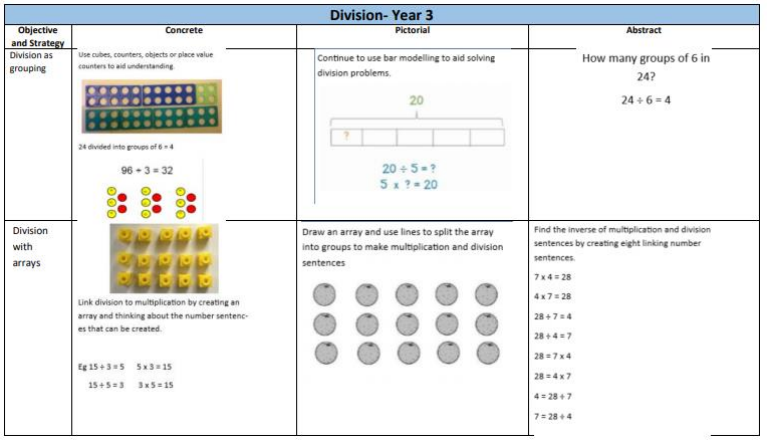 Division- Year 3
Objective and Strategy
Concrete
Pictorial
Abstract
Division as
grouping
Use cubes, counters, objects or place value
counters to aid understanding.
24 divided into groups of 6 = 4
96 ÷ 3 = 32
Continue to use bar modelling to aid solving
division problems.
20
?
20 ÷ 5 = ?
5 x ? = 20
How many groups of 6 in
24?
24 ÷ 6 = 4
Division
with
arrays
Link division to multiplication by creating an
array and thinking about the number sentenc-
es that can be created.
Eg 15 ÷ 3 = 5 5 x 3 = 15
15 ÷ 5 = 3 3 x 5 = 15
Draw an array and use lines to split the array
into groups to make multiplication and division
sentences
Find the inverse of multiplication and division
sentences by creating eight linking number
sentences.
7 x 4 = 28
4 x 7 = 28
28 ÷ 7 = 4
28 ÷ 4 = 7
28 = 7 x 4
28 = 4 x 7
4 = 28 ÷ 7
7 = 28 ÷ 4